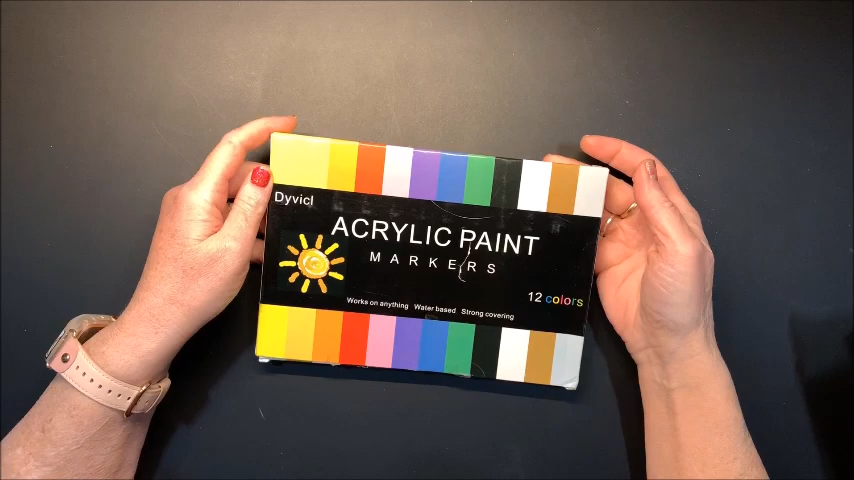 Dyvicl
ACRYLIC PAINT
MARKERS
Works on anything Water based Strong covering
12 colors